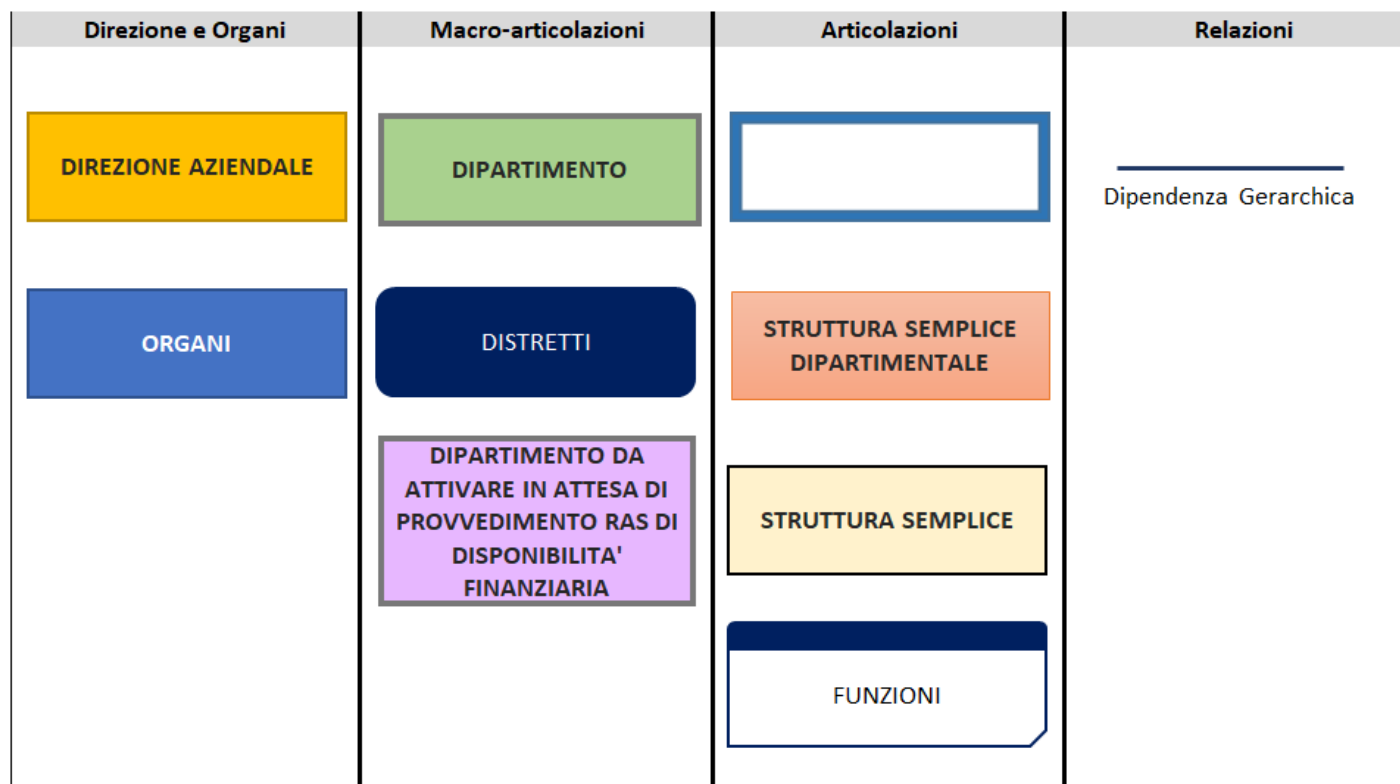 Direzione e Organi
Macro-articolazioni
Articolazioni
Relazioni
DIREZIONE AZIENDALE
ORGANI
DIPARTIMENTO
DISTRETTI
DIPARTIMENTO DA
ATTIVARE IN ATTESA DI
PROVVEDIMENTO RAS DI
DISPONIBILITA'
FINANZIARIA
STRUTTURA SEMPLICE
DIPARTIMENTALE
STRUTTURA SEMPLICE
FUNZIONI
Dipendenza Gerarchica